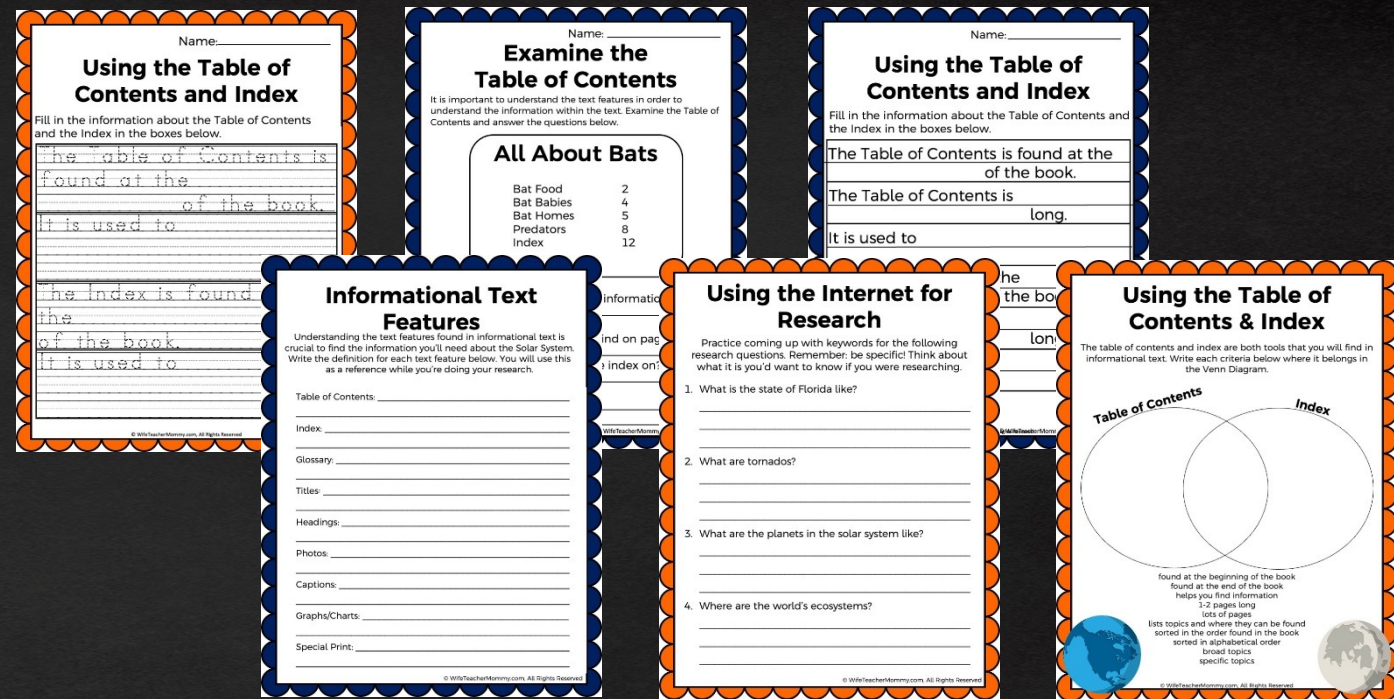 Name:
Using the Table of
Contents and Index
Fill in the information about the Table of Contents
and the Index in the boxes below.
The Table of Contents is
found at the
of the book.
It is used to
The Index is found
the
of the book.
It is used to
© WifeTeacherMommy.com, All Rights Reserved
Name:
Examine the
Table of Contents
It is important to understand the text features in order to
understand the information within the text. Examine the Table of
Contents and answer the questions below.
All About Bats
Bat Food 2
Bat Babies 4
Bat Homes 5
Predators 8
Index 12
ind on pag
index on?
Name:
Using the Table of
Contents and Index
Fill in the information about the Table of Contents and
the Index in the boxes below.
The Table of Contents is found at the
of the book.
The Table of Contents is
long.
It is used to
he
the bo
lon
Informational Text
Features
Understanding the text features found in informational text is
crucial to find the information you'll need about the Solar System.
Write the definition for each text feature below. You will use this
as a reference while you're doing your research.
Table of Contents:
Index:
Glossary:
Titles:
Headings:
Photos:
Captions:
Graphs/Charts:
Special Print:
© WifeTeacherMommy.com, All Rights Reserved
Using the Internet for
Research
Practice coming up with keywords for the following
research questions. Remember: be specific! Think about
what it is you'd want to know if you were researching.
1. What is the state of Florida like?
2. What are tornados?
3. What are the planets in the solar system like?
4. Where are the world's ecosystems?
© WifeTeacherMommy.com, All Rights Reserved
Using the Table of
Contents & Index
The table of contents and index are both tools that you will find in
informational text. Write each criteria below where it belongs in
the Venn Diagram.
Table of Contents
Index
found at the beginning of the book
found at the end of the book
helps you find information
1-2 pages long
lots of pages
lists topics and where they can be found
sorted in the order found in the book
sorted in alphabetical order
broad topics
specific topics
© WifeTeacherMommy.com, All Rights Reserved